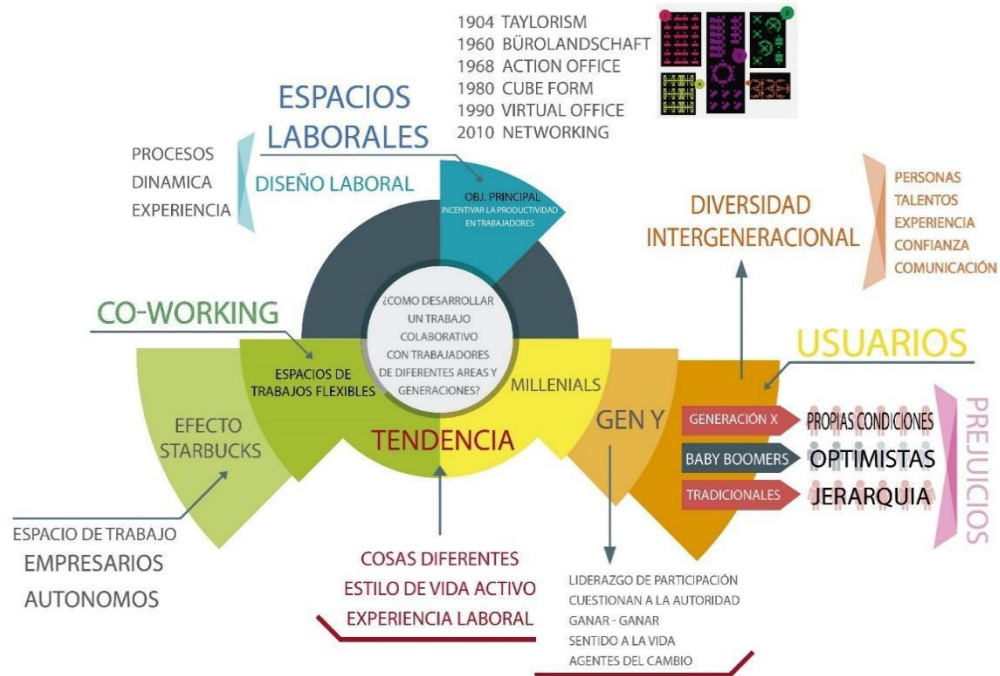 1904 TAYLORISM
1960 BÜROLANDSCHAFT
1968 ACTION OFFICE
1980 CUBE FORM
1990 VIRTUAL OFFICE
2010 NETWORKING
ESPACIOS
LABORALES
PROCESOS
DINAMICA
EXPERIENCIA
DISEÑO LABORAL
OBJ. PRINCIPAL
INCENTIVAR LA PRODUCTIVIDAD
EN TRABAJADORES
DIVERSIDAD
INTERGENERACIONAL
PERSONAS
TALENTOS
EXPERIENCIA
CONFIANZA
COMUNICACIÓN
¿COMO DESARROLLAR
UN TRABAJO
COLABORATIVO
CON TRABAJADORES
DE DIFERENTES AREAS Y
GENERACIONES?
CO-WORKING
ESPACIOS DE
TRABAJOS FLEXIBLES
EFECTO
STARBUCKS
ESPACIO DE TRABAJO
EMPRESARIOS
AUTONOMOS
TENDENCIA
COSAS DIFERENTES
ESTILO DE VIDA ACTIVO
EXPERIENCIA LABORAL
MILLENIALS
GEN Y
LIDERAZGO DE PARTICIPACIÓN
CUESTIONAN A LA AUTORIDAD
GANAR - GANAR
SENTIDO A LA VIDA
AGENTES DEL CAMBIO
USUARIOS
GENERACIÓN X
PROPIAS CONDICIONES
BABY BOOMERS
OPTIMISTAS
TRADICIONALES
JERARQUIA
PREJUICIOS